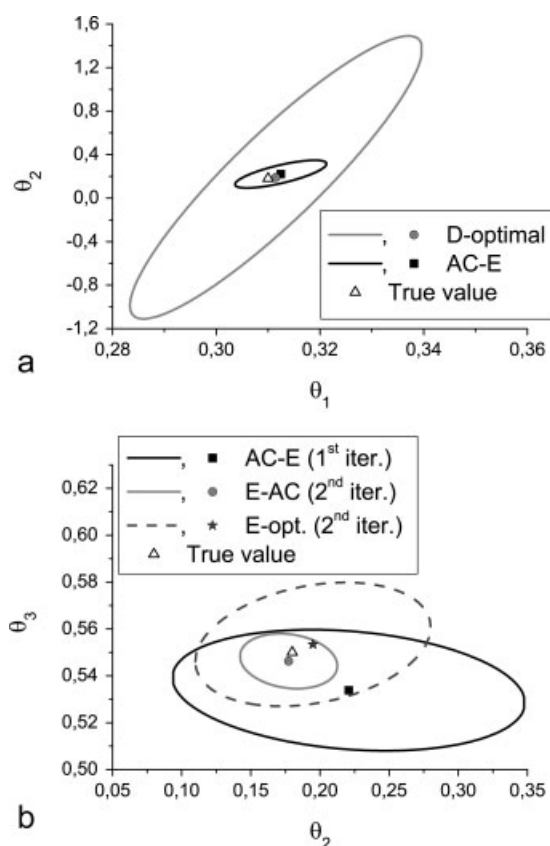 1,6
1,2
0,8
0,4
0,0
-0,4
-0,8
-1,2
θ2
, D-optimal
, AC-E
True value
0,28 0,30 0,32 0,34 0,36
θ1
a
, AC-E (1st iter.)
, E-AC (2nd iter.)
, E-opt. (2nd iter.)
True value
0,62
0,60
0,58
0,56
0,54
0,52
0,50
θ3
0,05 0,10 0,15 0,20 0,25 0,30 0,35
θ2
b